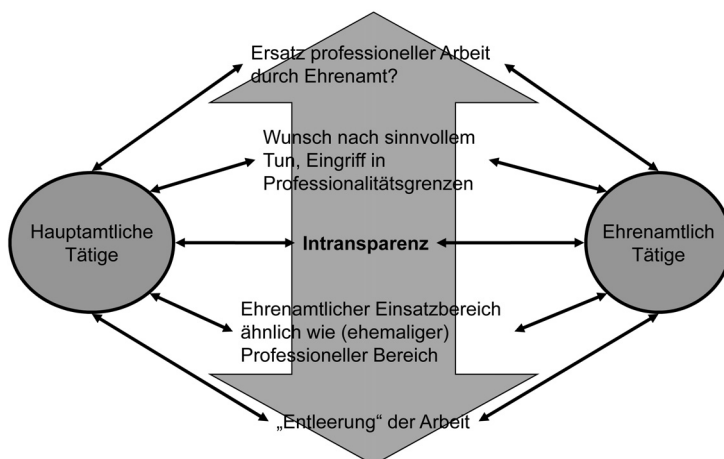 Ersatz professioneller Arbeit
durch Ehrenamt?
Wunsch nach sinnvollem
Tun, Eingriff in
Professionalitätsgrenzen
Hauptamtliche
Tätige
Intransparenz
Ehrenamtlich
Tätige
Ehrenamtlicher Einsatzbereich
ähnlich wie (ehemaliger)
Professioneller Bereich
„Entleerung“ der Arbeit